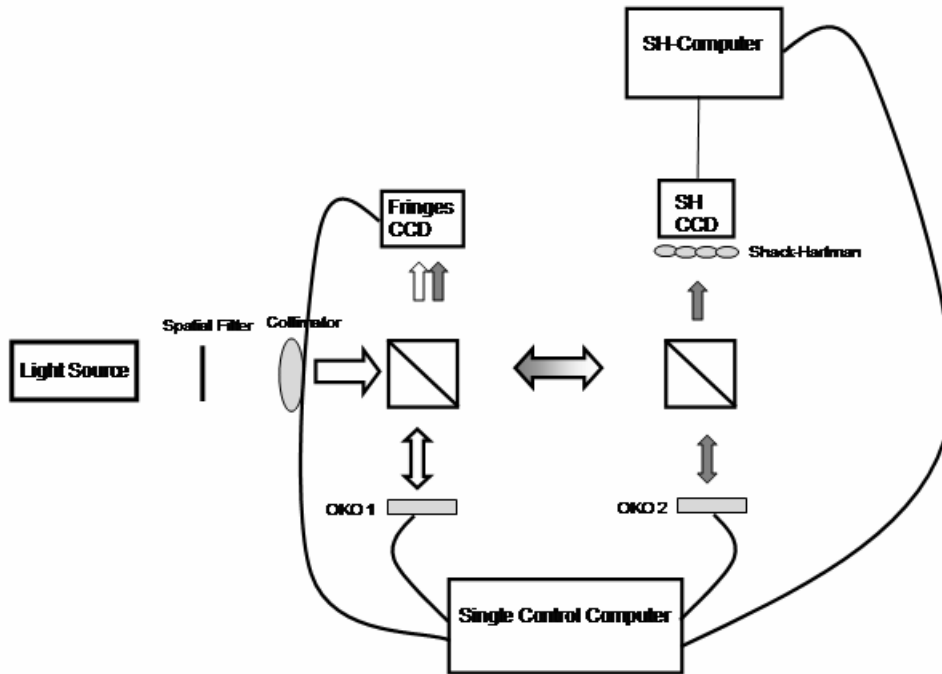 SH-Computer
Fringes
CCD
SH
CCD
Shack-Hartman
Spatial Filter
Collimator
Light Source
OKO 1
OKO 2
Single Control Computer